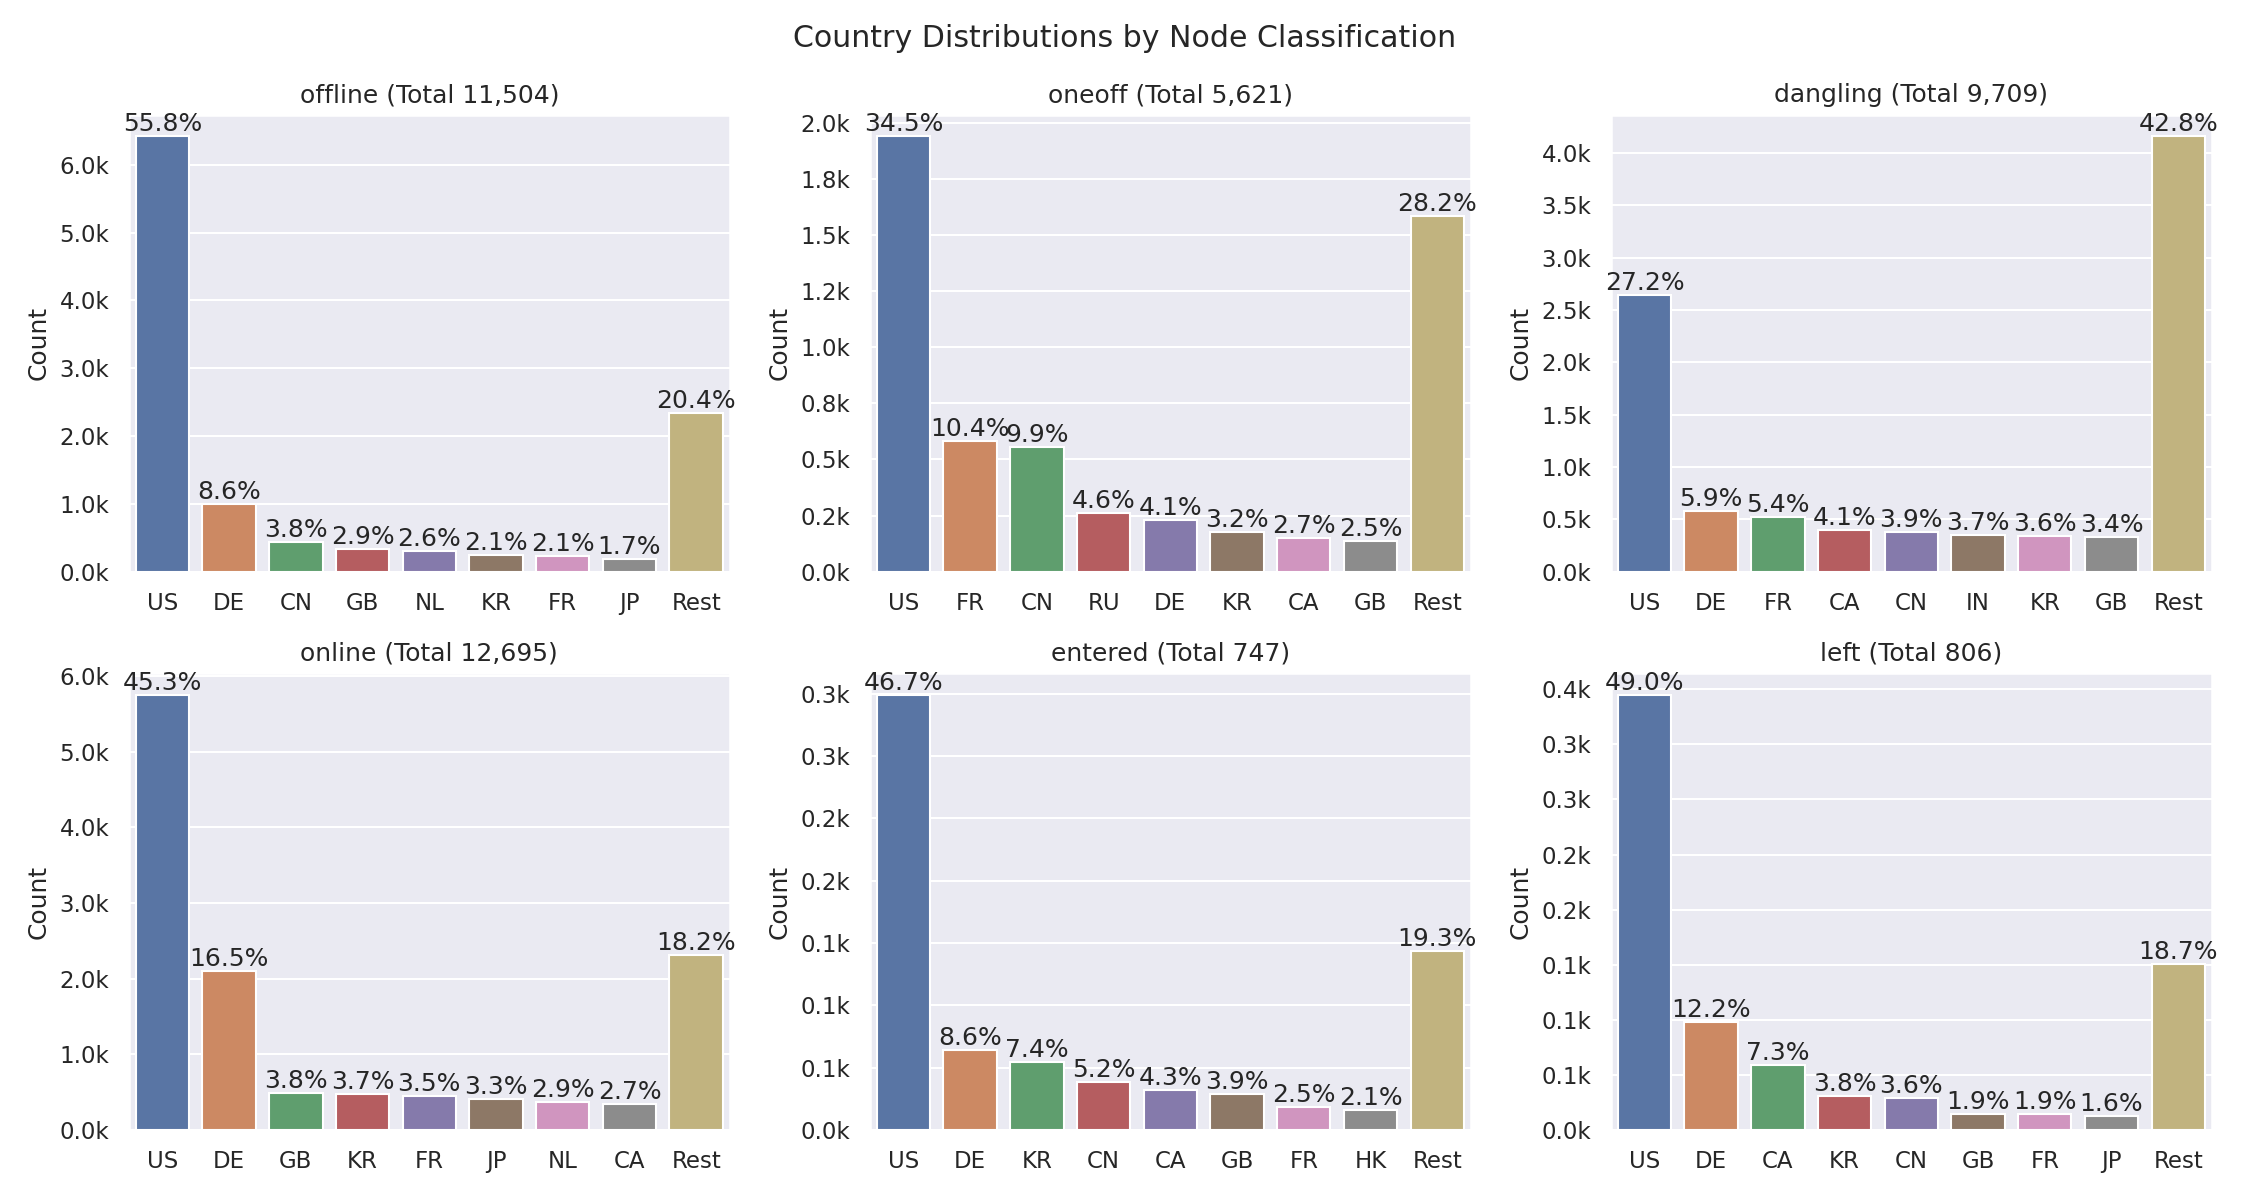 Country Distributions by Node Classification
offline (Total 11,504)
Count
6.0k
5.0k
4.0k
3.0k
2.0k
1.0k
0.0k
55.8%
8.6%
3.8%
2.9%
2.6%
2.1%
2.1%
1.7%
20.4%
US DE CN GB NL KR FR JP Rest
oneoff (Total 5,621)
Count
2.0k
1.8k
1.5k
1.2k
1.0k
0.8k
0.5k
0.2k
0.0k
34.5%
10.4%
9.9%
4.6%
4.1%
3.2%
2.7%
2.5%
28.2%
US FR CN RU DE KR CA GB Rest
dangling (Total 9,709)
Count
4.0k
3.5k
3.0k
2.5k
2.0k
1.5k
1.0k
0.5k
0.0k
27.2%
5.9%
5.4%
4.1%
3.9%
3.7%
3.6%
3.4%
42.8%
US DE FR CA CN IN KR GB Rest
online (Total 12,695)
Count
6.0k
5.0k
4.0k
3.0k
2.0k
1.0k
0.0k
45.3%
16.5%
3.8%
3.7%
3.5%
3.3%
2.9%
2.7%
18.2%
US DE GB KR FR JP NL CA Rest
entered (Total 747)
Count
0.3k
0.3k
0.2k
0.2k
0.1k
0.1k
0.1k
0.0k
46.7%
8.6%
7.4%
5.2%
4.3%
3.9%
2.5%
2.1%
19.3%
US DE KR CN CA GB FR HK Rest
left (Total 806)
Count
0.4k
0.3k
0.3k
0.2k
0.2k
0.1k
0.1k
0.1k
0.0k
49.0%
12.2%
7.3%
3.8%
3.6%
1.9%
1.9%
1.6%
18.7%
US DE CA KR CN GB FR JP Rest